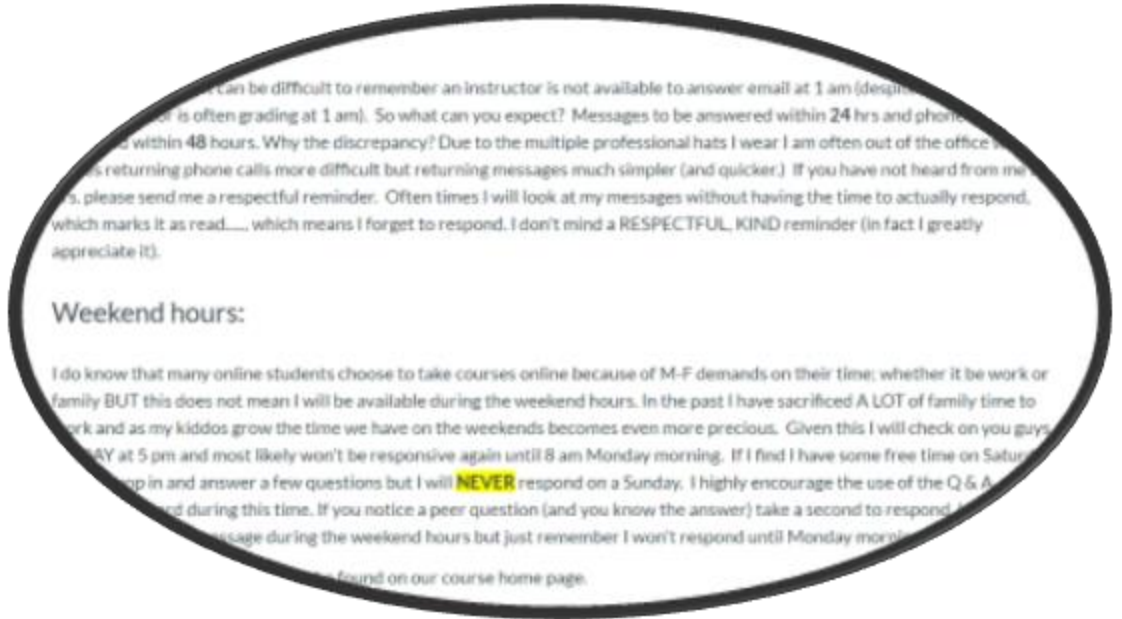 can be difficult to remember an instructor is not available to answer email at 1 am
is often grading at 1 am). So what can you expect? Messages to be answered within 24 hrs and phone
within 48 hours. Why the discrepancy? Due to the multiple professional hats I wear I am often out of the office
returning phone calls more difficult but returning messages much simpler (and quicker.) If you have not heard from me
please send me a respectful reminder. Often times I will look at my messages without having the time to actually respond,
which marks it as read....., which means I forget to respond. I don't mind a RESPECTFUL, KIND reminder (in fact I greatly
appreciate it).
Weekend hours:
I do know that many online students choose to take courses online because of M-F demands on their time; whether it be work or
family BUT this does not mean I will be available during the weekend hours. In the past I have sacrificed A LOT of family time to
and as my kiddos grow the time we have on the weekends becomes even more precious. Given this I will check on you guys
at 5 pm and most likely won't be responsive again until 8 am Monday morning. If I find I have some free time on
in and answer a few questions but I will NEVER respond on a Sunday. I highly encourage the use of the Q & A
during this time. If you notice a peer question (and you know the answer) take a second to respond.
during the weekend hours but just remember I won't respond until Monday
found on our course home page.